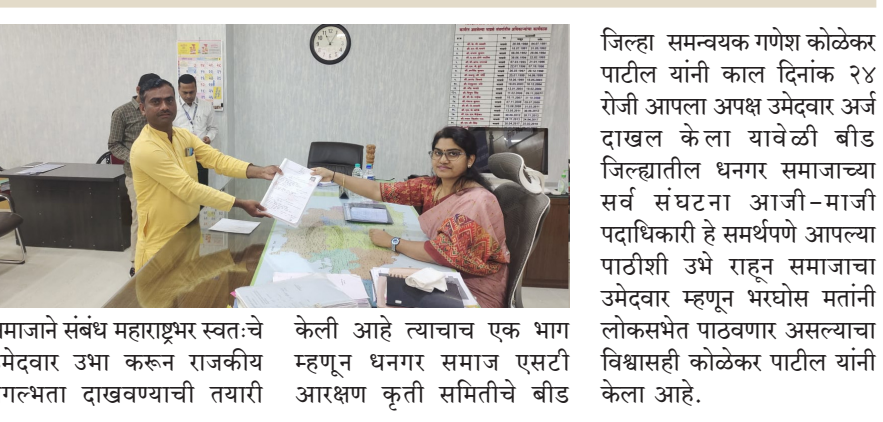 संबंध महाराष्ट्रभर स्वतःचे
उभा करून राजकीय
दाखवण्याची तयारी
केली आहे त्याचाच एक भाग
म्हणून धनगर समाज एसटी
आरक्षण कृती समितीचे बीड
जिल्हा समन्वयक गणेश कोळेकर
पाटील यांनी काल दिनांक २४
रोजी आपला अपक्ष उमेदवार अर्ज
दाखल केला यावेळी बीड
जिल्ह्यातील धनगर समाजाच्या
सर्व संघटना आजी-माजी
पदाधिकारी हे समर्थपणे आपल्या
पाठीशी उभे राहून समाजाचा
उमेदवार म्हणून भरघोस मतांनी
लोकसभेत पाठवणार असल्याचा
विश्वासही कोळेकर पाटील यांनी
केला आहे.